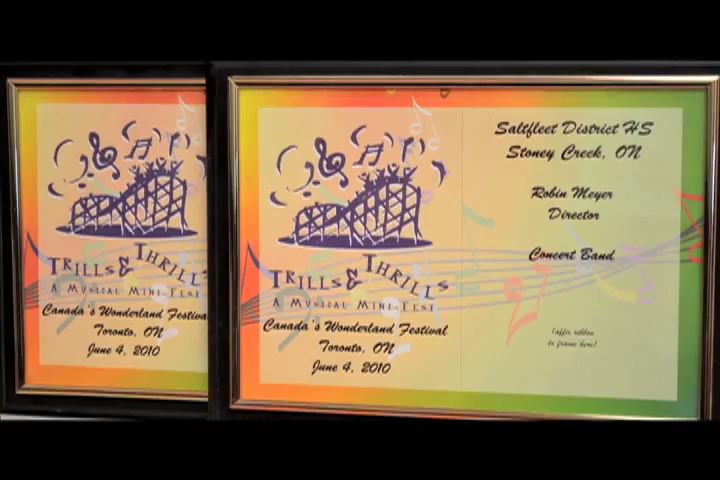 TRILLS & THRILL
A MUSICAL MINI-FEST
Canada's Wonderland Festival
Toronto, ON
June 4, 2010
TRILLS & THRILLS
A MUSICAL MINI-FEST
Canada's Wonderland Festival
Toronto, ON
June 4, 2010
Saltfleet District HS
Stoney Creek, ON
Robin Meyer
Director
Concert Band
(affix ribbon
to frame here)